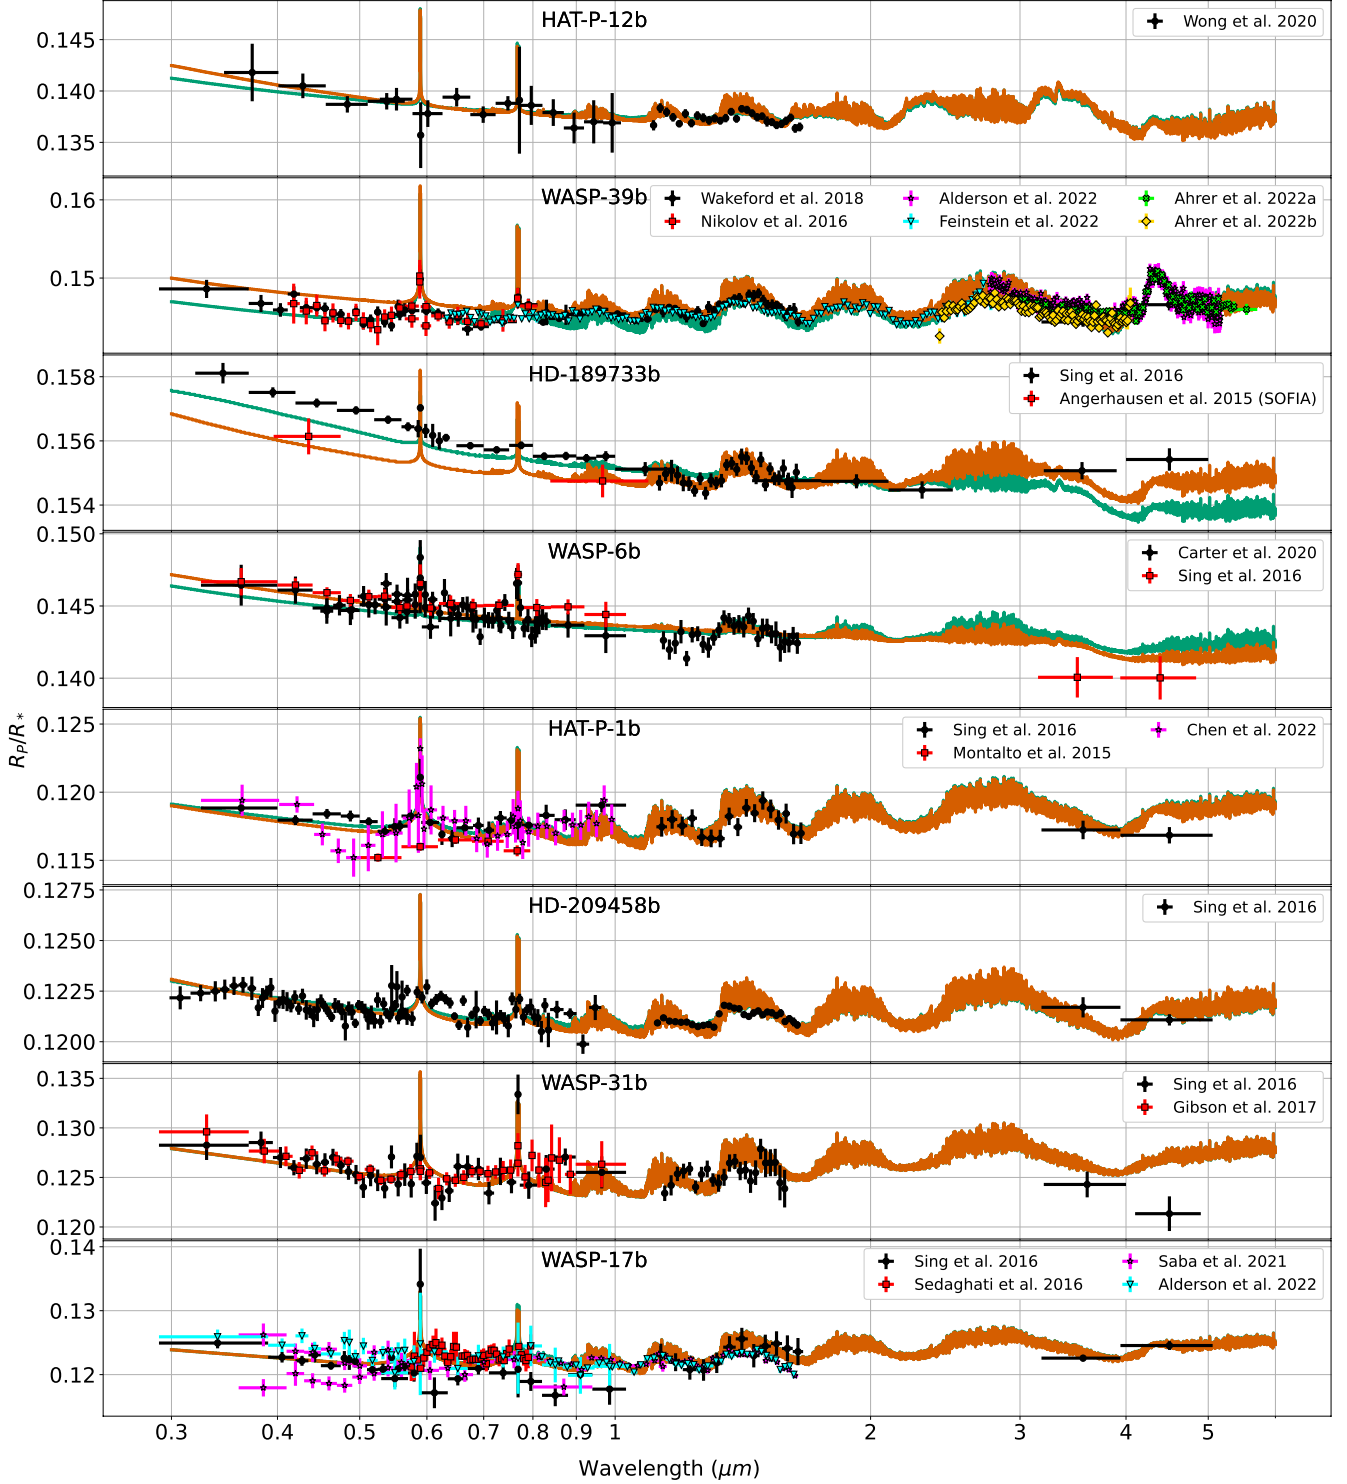 HAT-P-12b
Wong et al. 2020
0.145
0.140
0.135
WASP-39b
Wakeford et al. 2018
Alderson et al. 2022
Ahrer et al. 2022a
Nikolov et al. 2016
Feinstein et al. 2022
Ahrer et al. 2022b
0.16
0.15
HD-189733b
Sing et al. 2016
Angerhausen et al. 2015 (SOFIA)
0.158
0.156
0.154
WASP-6b
Carter et al. 2020
Sing et al. 2016
0.150
0.145
0.140
HAT-P-1b
Sing et al. 2016
Chen et al. 2022
Montalto et al. 2015
0.125
0.120
0.115
HD-209458b
Sing et al. 2016
0.1275
0.1250
0.1225
0.1200
WASP-31b
Sing et al. 2016
Gibson et al. 2017
0.135
0.130
0.125
0.120
WASP-17b
Sing et al. 2016
Saba et al. 2021
Sedaghati et al. 2016
Alderson et al. 2022
0.14
0.13
0.12
0.3 0.4 0.5 0.6 0.7 0.8 0.9 1 2 3 4 5
Wavelength (μm)
R_P/R_*